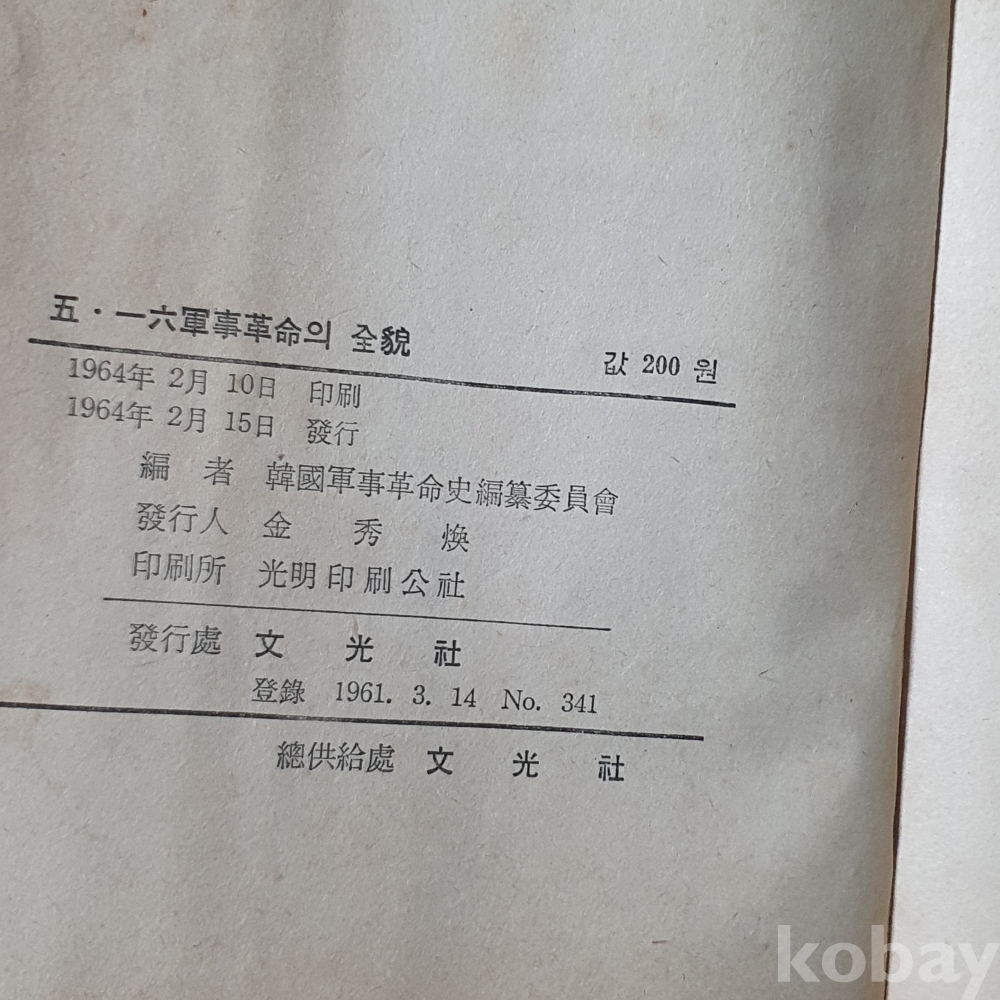 五·一六軍事革命의 全貌 값 200 원
1964年 2月 10日 印刷
1964年 2月 15日 發行
編 者 韓國軍事革命史編纂委員會
發行人 金 秀 煥
印刷所 光明印刷公社
發行處 文 光 社
登錄 1961. 3. 14 No. 341
總供給處 文 光 社
kobay